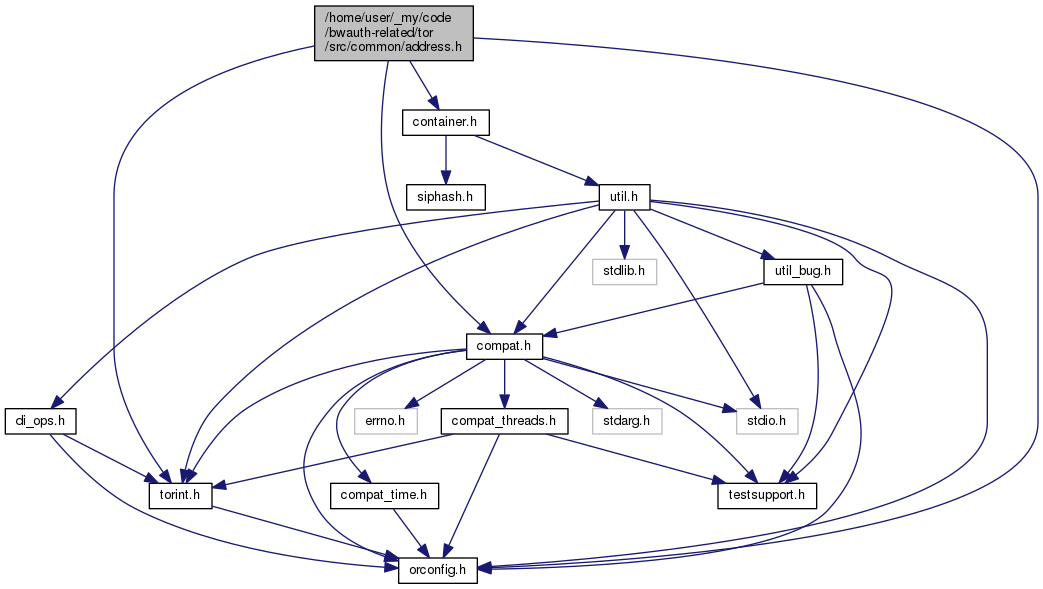 /home/user/_my/code
/bwauth-related/tor
/src/common/address.h
container.h
siphash.h
util.h
stdlib.h
util_bug.h
compat.h
di_ops.h
errno.h
compat_threads.h
stdarg.h
stdio.h
torint.h
compat_time.h
testsupport.h
orconfig.h